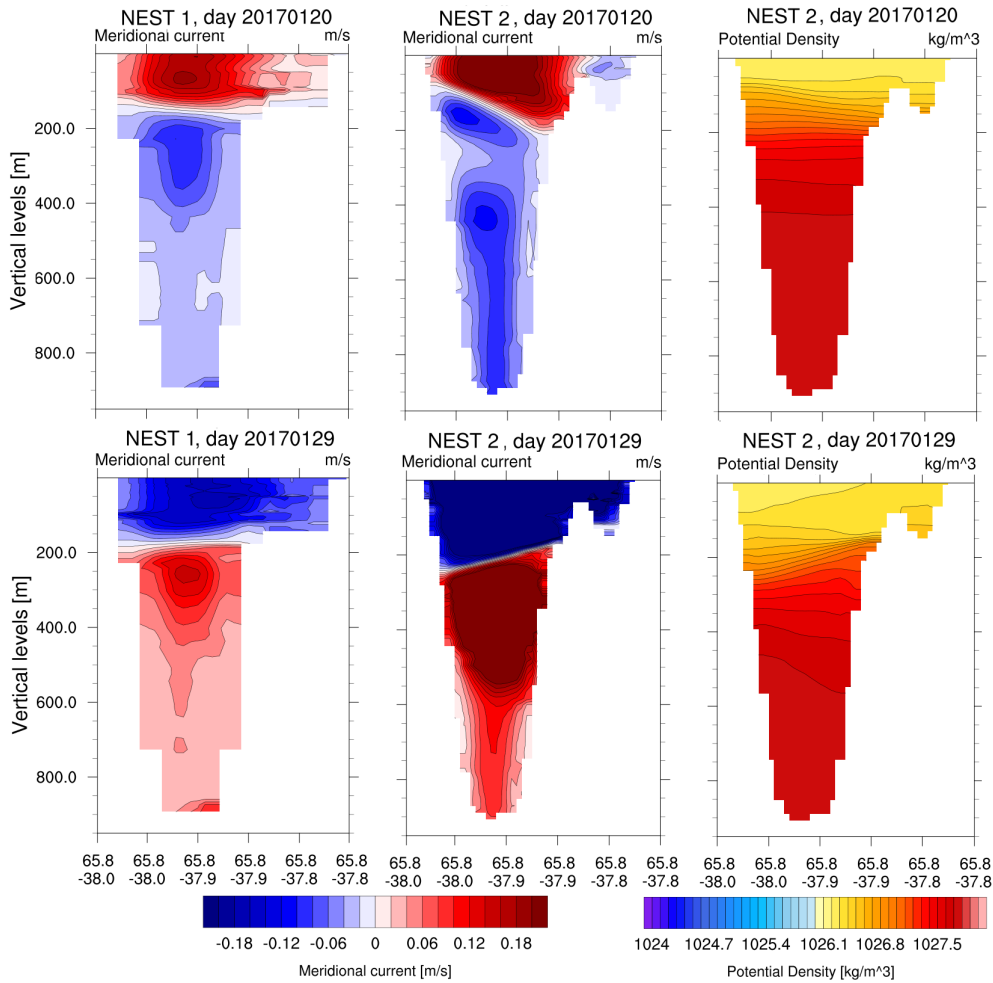 NEST 1, day 20170120
Meridional current m/s
NEST 2, day 20170120
Meridional current m/s
NEST 2, day 20170120
Potential Density kg/m^3
Vertical levels [m]
200.0
400.0
600.0
800.0
NEST 1, day 20170129
Meridional current m/s
NEST 2, day 20170129
Meridional current m/s
NEST 2, day 20170129
Potential Density kg/m^3
Vertical levels [m]
200.0
400.0
600.0
800.0
65.8 65.8 65.8 65.8 65.8 65.8 65.8 65.8 65.8 65.8 65.8 65.8 65.8 65.8 65.8 65.8 65.8 65.8
-38.0 -38.0 -37.9 -37.9 -37.8 -37.8 -38.0 -38.0 -37.9 -37.9 -37.8 -37.8 -38.0 -38.0 -37.9 -37.9 -37.8 -37.8
-0.18 -0.12 -0.06 0 0.06 0.12 0.18
Meridional current [m/s]
1024 1024.7 1025.4 1026.1 1026.8 1027.5
Potential Density [kg/m^3]